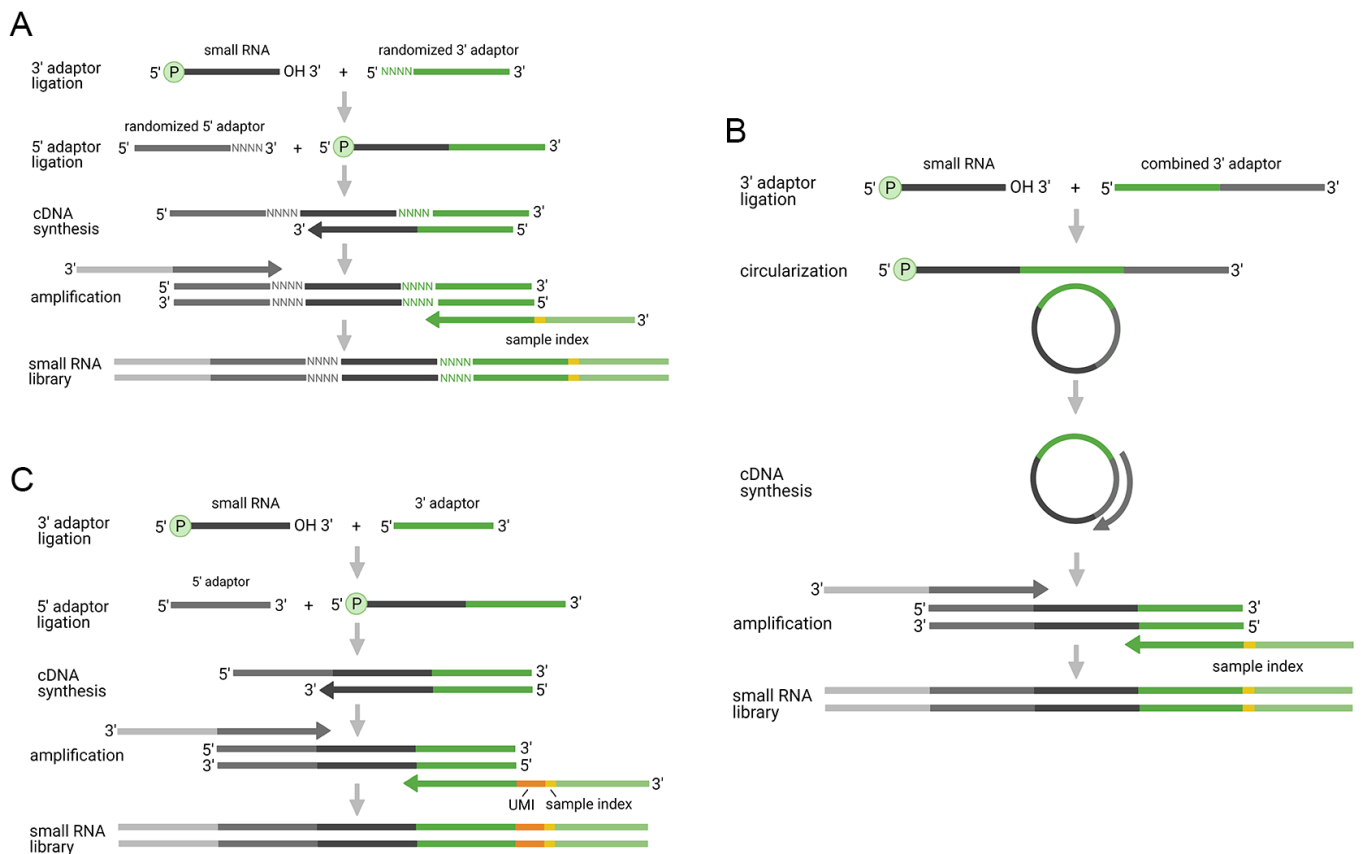 A
small RNA
randomized 3' adaptor
3' adaptor
ligation
5' P OH 3' + 5' NNNN 3'
randomized 5' adaptor
5' adaptor
ligation
5' NNNN 3' + 5' P 3'
cDNA
synthesis
5' NNNN NNNN 3'
3' 5'
3'
amplification
5' NNNN NNNN 3'
3' NNNN NNNN 5'
3'
sample index
small RNA
library
NNNN NNNN
NNNN NNNN
B
small RNA
combined 3' adaptor
3' adaptor
ligation
5' P OH 3' + 5' 3'
circularization
5' P 3'
cDNA
synthesis
3'
amplification
5' 3'
3' 5'
sample index
small RNA
library
C
small RNA
3' adaptor
3' adaptor
ligation
5' P OH 3' + 5' 3'
5' adaptor
5' adaptor
ligation
5' 3' + 5' P 3'
cDNA
synthesis
5' 3'
3' 5'
3'
amplification
5' 3'
3' 5'
3'
UMI sample index
small RNA
library